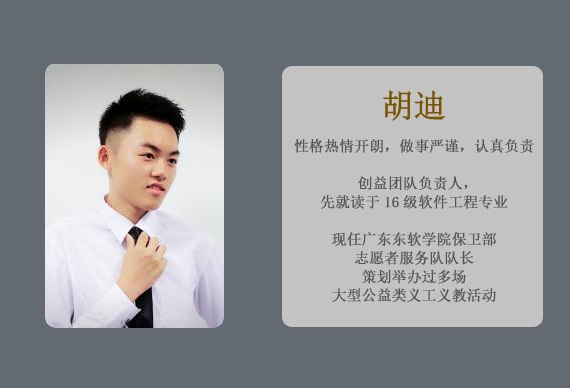 胡迪
性格热情开朗，做事严谨，认真负责
创益团队负责人，
先就读于 16 级软件工程专业
现任广东东软学院保卫部
志愿者服务队队长
策划举办过多场
大型公益类义工义教活动